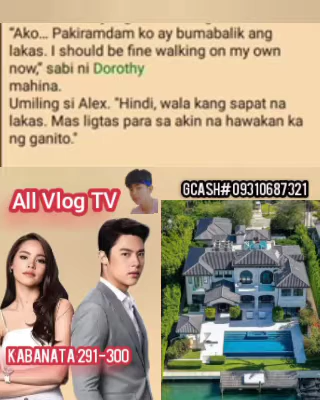 "Ako... Pakiramdam ko ay bumabalik ang
lakas. I should be fine walking on my own
now," sabi ni Dorothy
mahina.
Umiling si Alex. "Hindi, wala kang sapat na
lakas. Mas ligtas para sa akin na hawakan ka
ng ganito."
All Vlog TV
GCASH# 09310687321
KABANATA 291-300